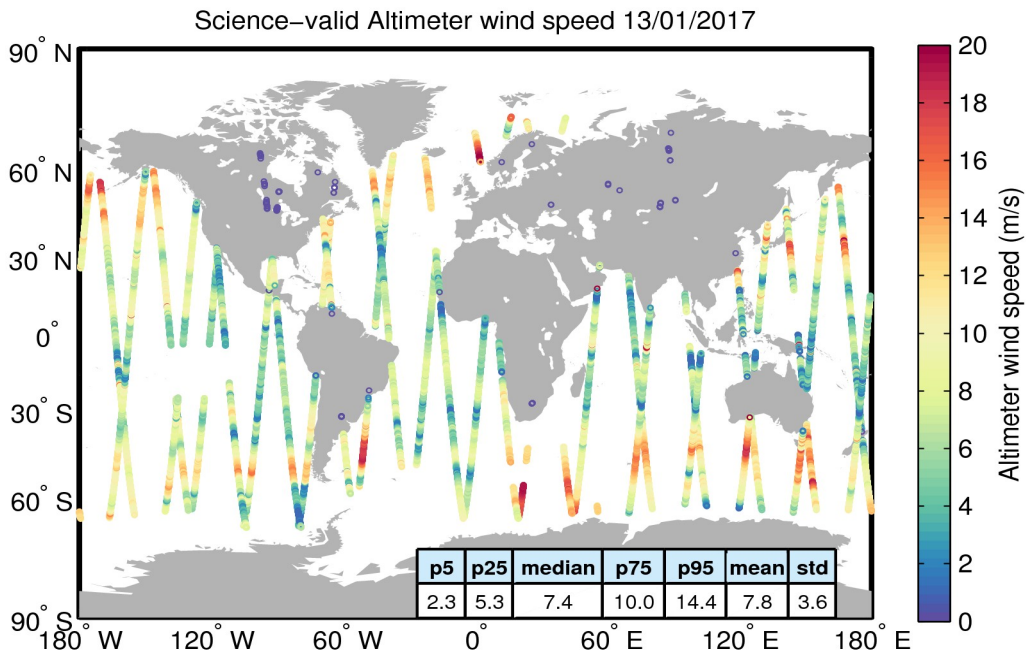 Science−valid Altimeter wind speed 13/01/2017
90° N
60° N
30° N
0°
30° S
60° S
90° S
180° W
120° W
60° W
0°
60° E
120° E
180° E
p5 p25 median p75 p95 mean std
2.3 5.3 7.4 10.0 14.4 7.8 3.6
20
18
16
14
12
10
8
6
4
2
0
Altimeter wind speed (m/s)